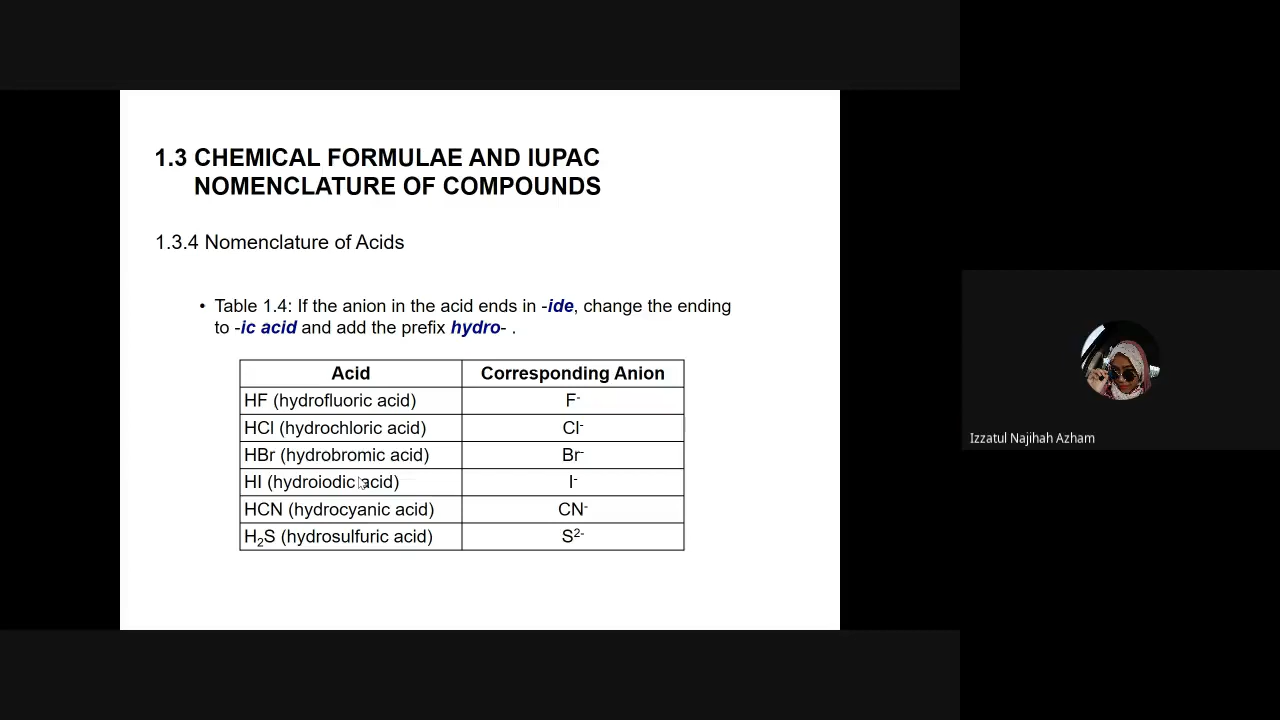 1.3 CHEMICAL FORMULAE AND IUPAC
NOMENCLATURE OF COMPOUNDS
1.3.4 Nomenclature of Acids
• Table 1.4: If the anion in the acid ends in -ide, change the ending
to -ic acid and add the prefix hydro- .
Acid Corresponding Anion
HF (hydrofluoric acid) F⁻
HCl (hydrochloric acid) Cl⁻
HBr (hydrobromic acid) Br⁻
HI (hydroiodic acid) I⁻
HCN (hydrocyanic acid) CN⁻
H₂S (hydrosulfuric acid) S²⁻
Izzatul Najihah Azham